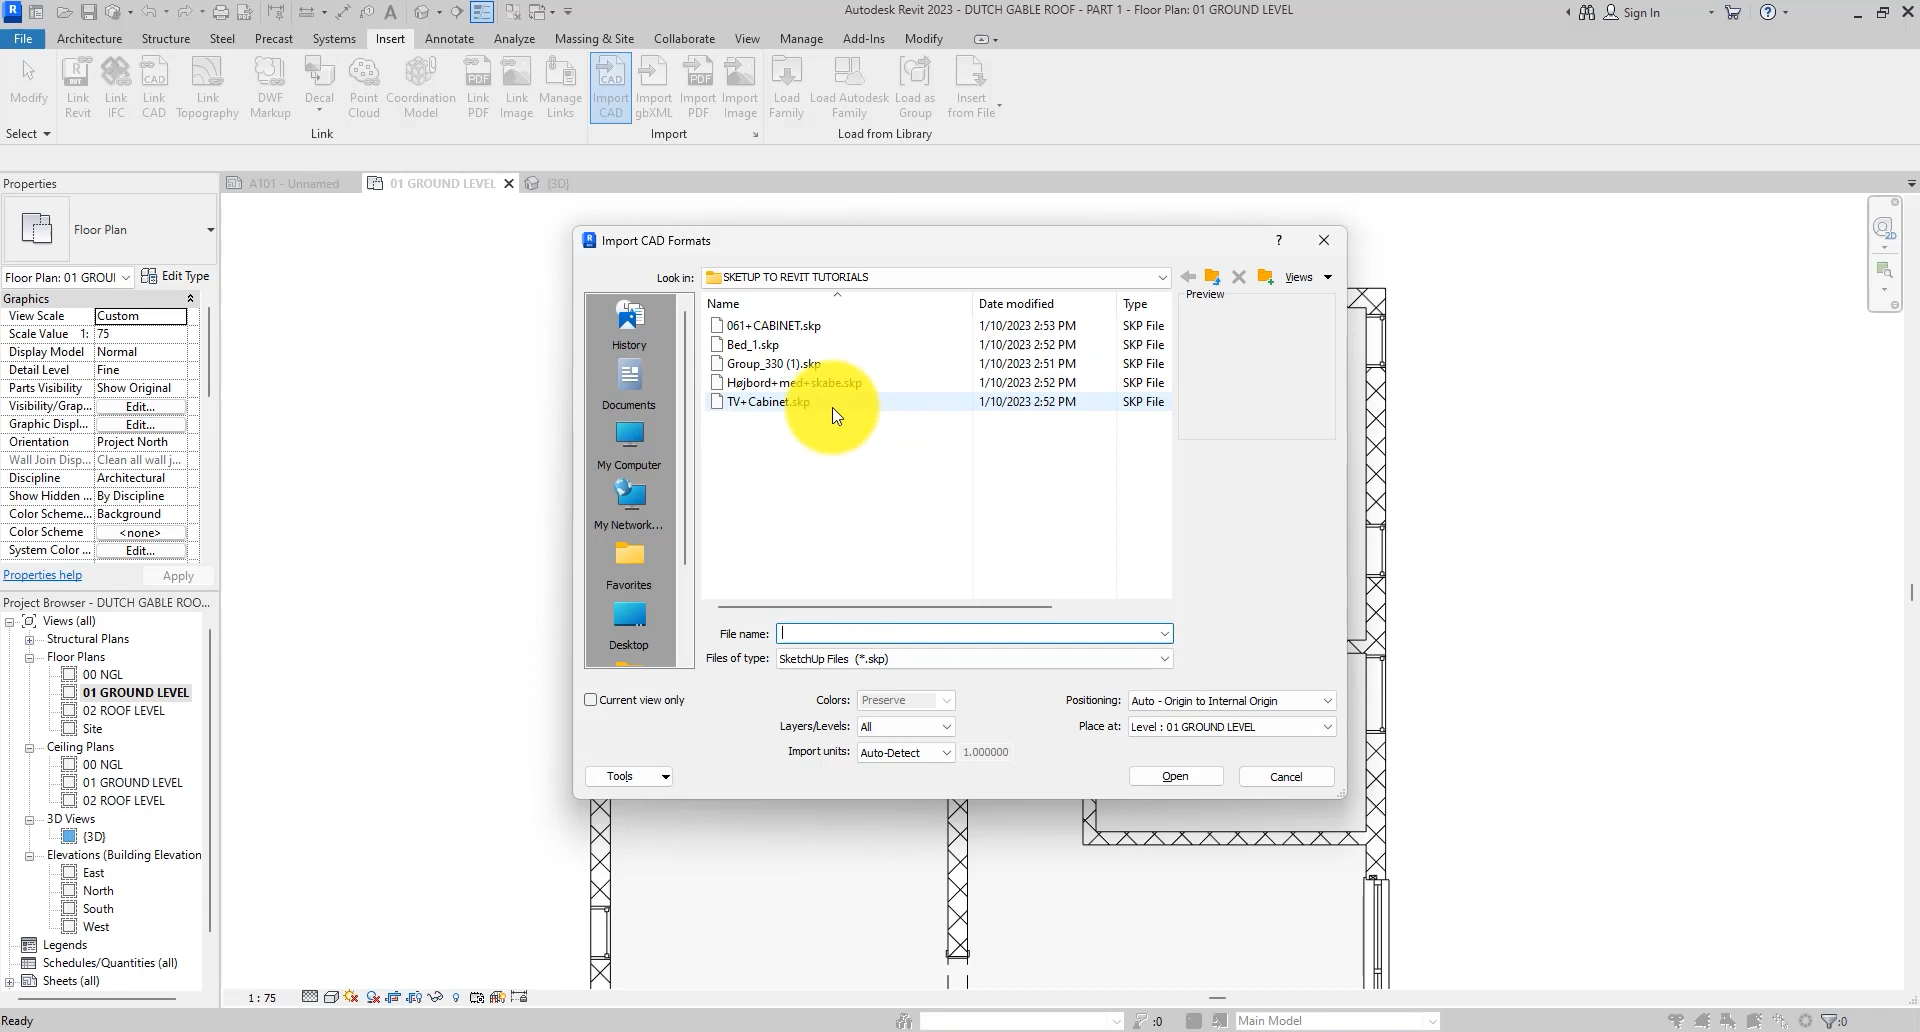 Autodesk Revit 2023 - DUTCH GABLE ROOF - PART 1 - Floor Plan: 01 GROUND LEVEL
Sign In
File Architecture Structure Steel Precast Systems Insert Annotate Analyze Massing & Site Collaborate View Manage Add-Ins Modify
Modify
Link Revit
Link IFC
Link CAD
Link Topography
DWF Markup
Decal
Point Cloud
Coordination Model
Link PDF
Link Image
Manage Links
Import CAD
Import gbXML
Import PDF
Import Image
Load Family
Load Autodesk Family
Load as Group
Insert from File
Select Link Import Load from Library
Properties
A101 - Unnamed
01 GROUND LEVEL
{3D}
Floor Plan
Floor Plan: 01 GROUI
Edit Type
Graphics
View Scale Custom
Scale Value 1: 75
Display Model Normal
Detail Level Fine
Parts Visibility Show Original
Visibility/Grap... Edit...
Graphic Displ... Edit...
Orientation Project North
Wall Join Disp... Clean all wall j...
Discipline Architectural
Show Hidden ... By Discipline
Color Scheme... Background
Color Scheme <none>
System Color ... Edit...
Properties help
Apply
Project Browser - DUTCH GABLE ROO...
Views (all)
Structural Plans
Floor Plans
00 NGL
01 GROUND LEVEL
02 ROOF LEVEL
Site
Ceiling Plans
00 NGL
01 GROUND LEVEL
02 ROOF LEVEL
3D Views
{3D}
Elevations (Building Elevation
East
North
South
West
Legends
Schedules/Quantities (all)
Sheets (all)
Import CAD Formats
?
Look in: SKETUP TO REVIT TUTORIALS
Views
Preview
Name Date modified Type
061+CABINET.skp 1/10/2023 2:53 PM SKP File
Bed_1.skp 1/10/2023 2:52 PM SKP File
Group_330 (1).skp 1/10/2023 2:51 PM SKP File
Højbord+med+skabe.skp 1/10/2023 2:52 PM SKP File
TV+Cabinet.skp 1/10/2023 2:52 PM SKP File
History
Documents
My Computer
My Network...
Favorites
Desktop
File name:
Files of type: SketchUp Files (*.skp)
Current view only
Colors: Preserve
Layers/Levels: All
Import units: Auto-Detect 1.000000
Positioning: Auto - Origin to Internal Origin
Place at: Level : 01 GROUND LEVEL
Tools
Open
Cancel
1 : 75
Ready
:0
Main Model
:0